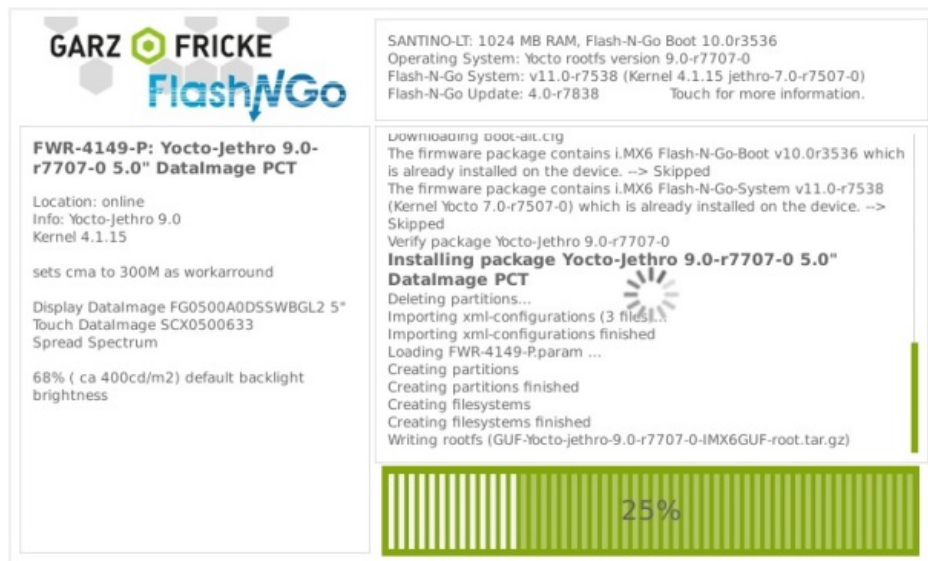 GARZ FRICKE
FlashNGo
SANTINO-LT: 1024 MB RAM, Flash-N-Go Boot 10.0r3536
Operating System: Yocto rootfs version 9.0-r7707-0
Flash-N-Go System: v11.0-r7538 (Kernel 4.1.15 jethro-7.0-r7507-0)
Flash-N-Go Update: 4.0-r7838 Touch for more information.
FWR-4149-P: Yocto-Jethro 9.0-
r7707-0 5.0" DataImage PCT
Location: online
Info: Yocto-Jethro 9.0
Kernel 4.1.15
sets cma to 300M as workarround
Display DataImage FG0500A0DSSWBGL2 5"
Touch DataImage SCX0500633
Spread Spectrum
68% ( ca 400cd/m2) default backlight
brightness
Downloading boot-alt.cfg
The firmware package contains i.MX6 Flash-N-Go-Boot v10.0r3536 which
is already installed on the device. --> Skipped
The firmware package contains i.MX6 Flash-N-Go-System v11.0-r7538
(Kernel Yocto 7.0-r7507-0) which is already installed on the device. -->
Skipped
Verify package Yocto-Jethro 9.0-r7707-0
Installing package Yocto-Jethro 9.0-r7707-0 5.0"
DataImage PCT
Deleting partitions...
Importing xml-configurations (3 files)...
Importing xml-configurations finished
Loading FWR-4149-P.param ...
Creating partitions
Creating partitions finished
Creating filesystems
Creating filesystems finished
Writing rootfs (GUF-Yocto-jethro-9.0-r7707-0-IMX6GUF-root.tar.gz)
25%